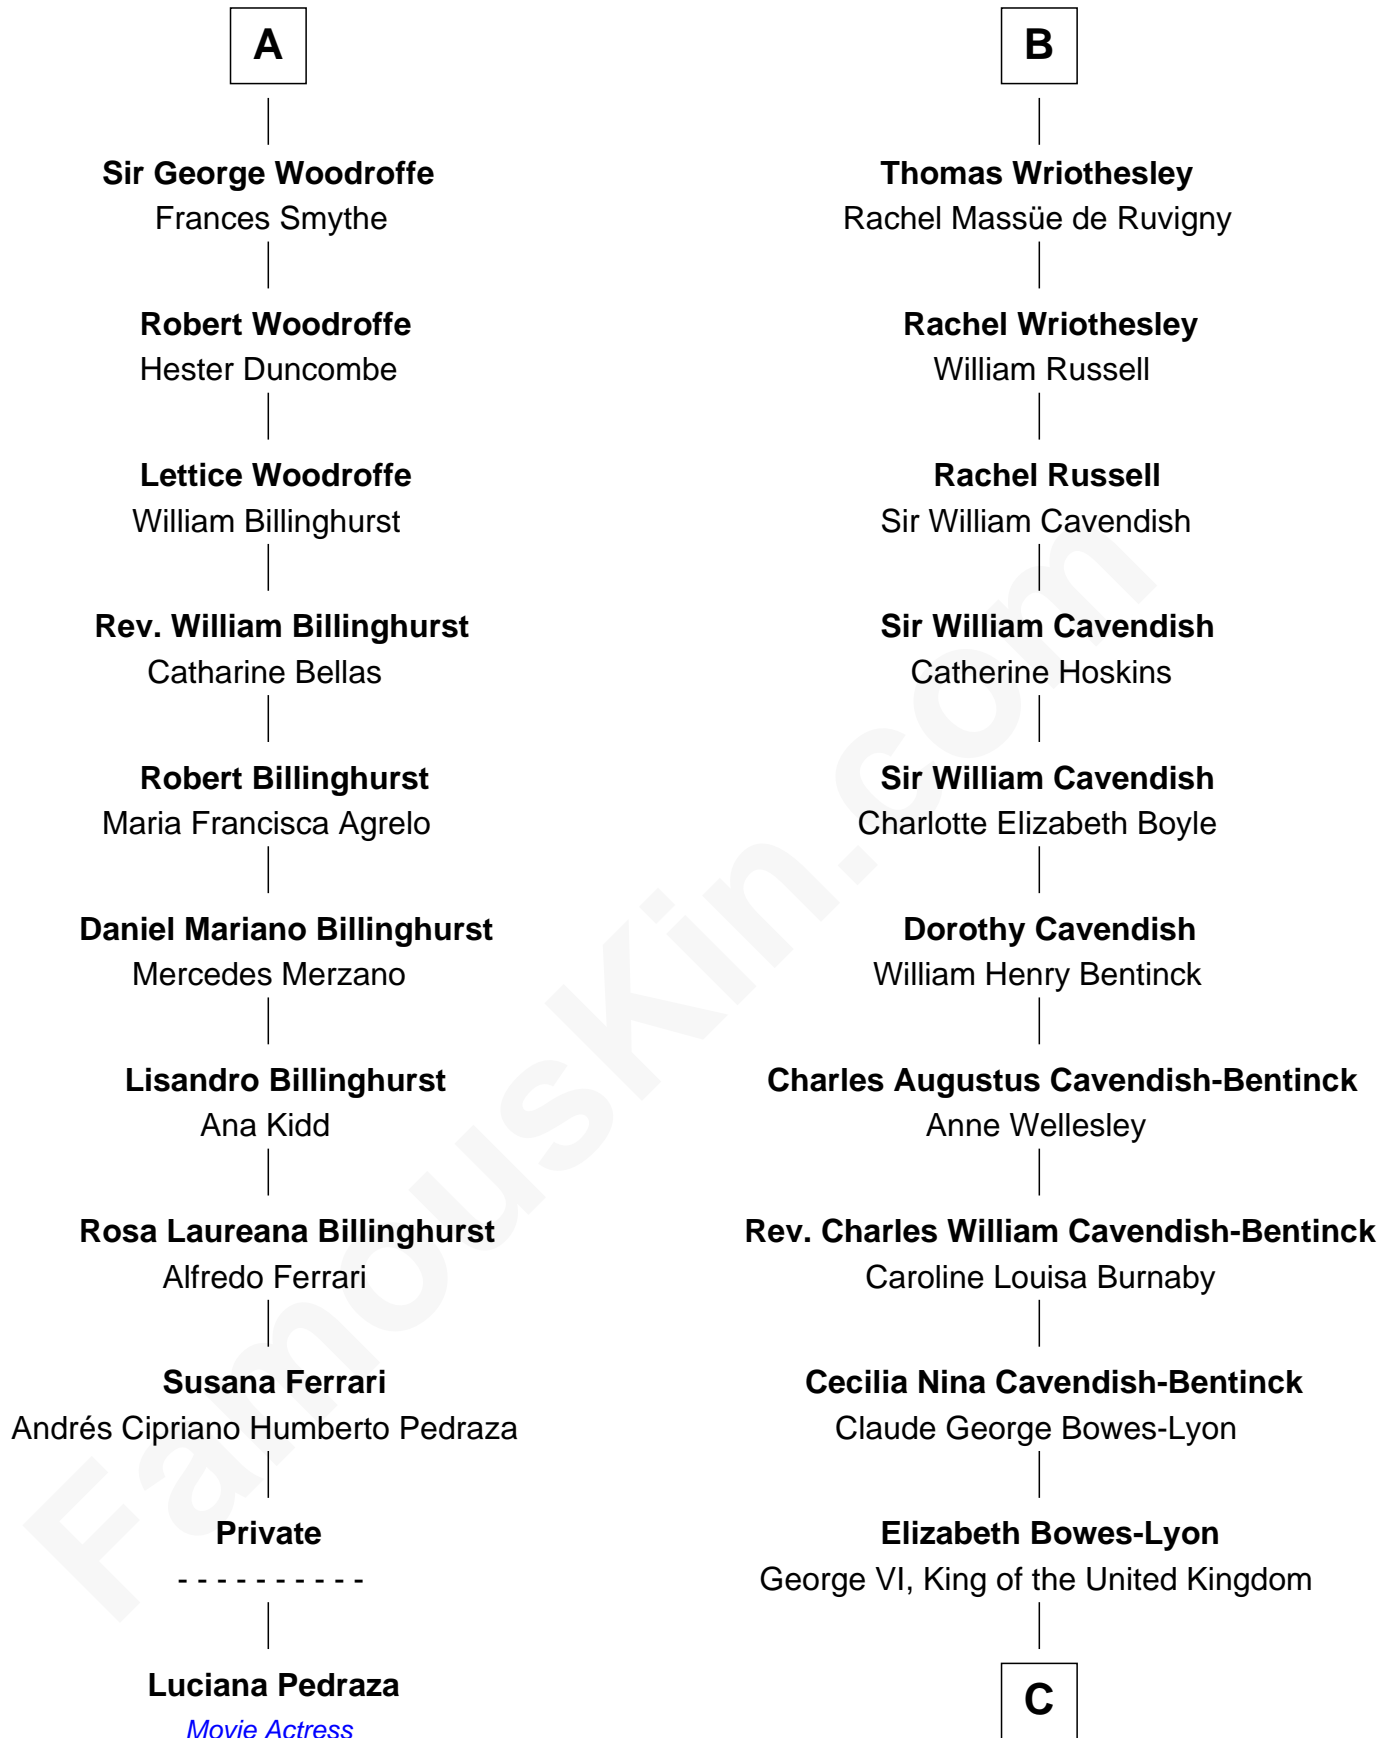 A
Sir George Woodroffe
Frances Smythe
Robert Woodroffe
Hester Duncombe
Lettice Woodroffe
William Billinghurst
Rev. William Billinghurst
Catharine Bellas
Robert Billinghurst
Maria Francisca Agrelo
Daniel Mariano Billinghurst
Mercedes Merzano
Lisandro Billinghurst
Ana Kidd
Rosa Laureana Billinghurst
Alfredo Ferrari
Susana Ferrari
Andrés Cipriano Humberto Pedraza
Private
- - - - - - - - - -
Luciana Pedraza
Movie Actress
B
Thomas Wriothesley
Rachel Massüe de Ruvigny
Rachel Wriothesley
William Russell
Rachel Russell
Sir William Cavendish
Sir William Cavendish
Catherine Hoskins
Sir William Cavendish
Charlotte Elizabeth Boyle
Dorothy Cavendish
William Henry Bentinck
Charles Augustus Cavendish-Bentinck
Anne Wellesley
Rev. Charles William Cavendish-Bentinck
Caroline Louisa Burnaby
Cecilia Nina Cavendish-Bentinck
Claude George Bowes-Lyon
Elizabeth Bowes-Lyon
George VI, King of the United Kingdom
C
FamousKin.com